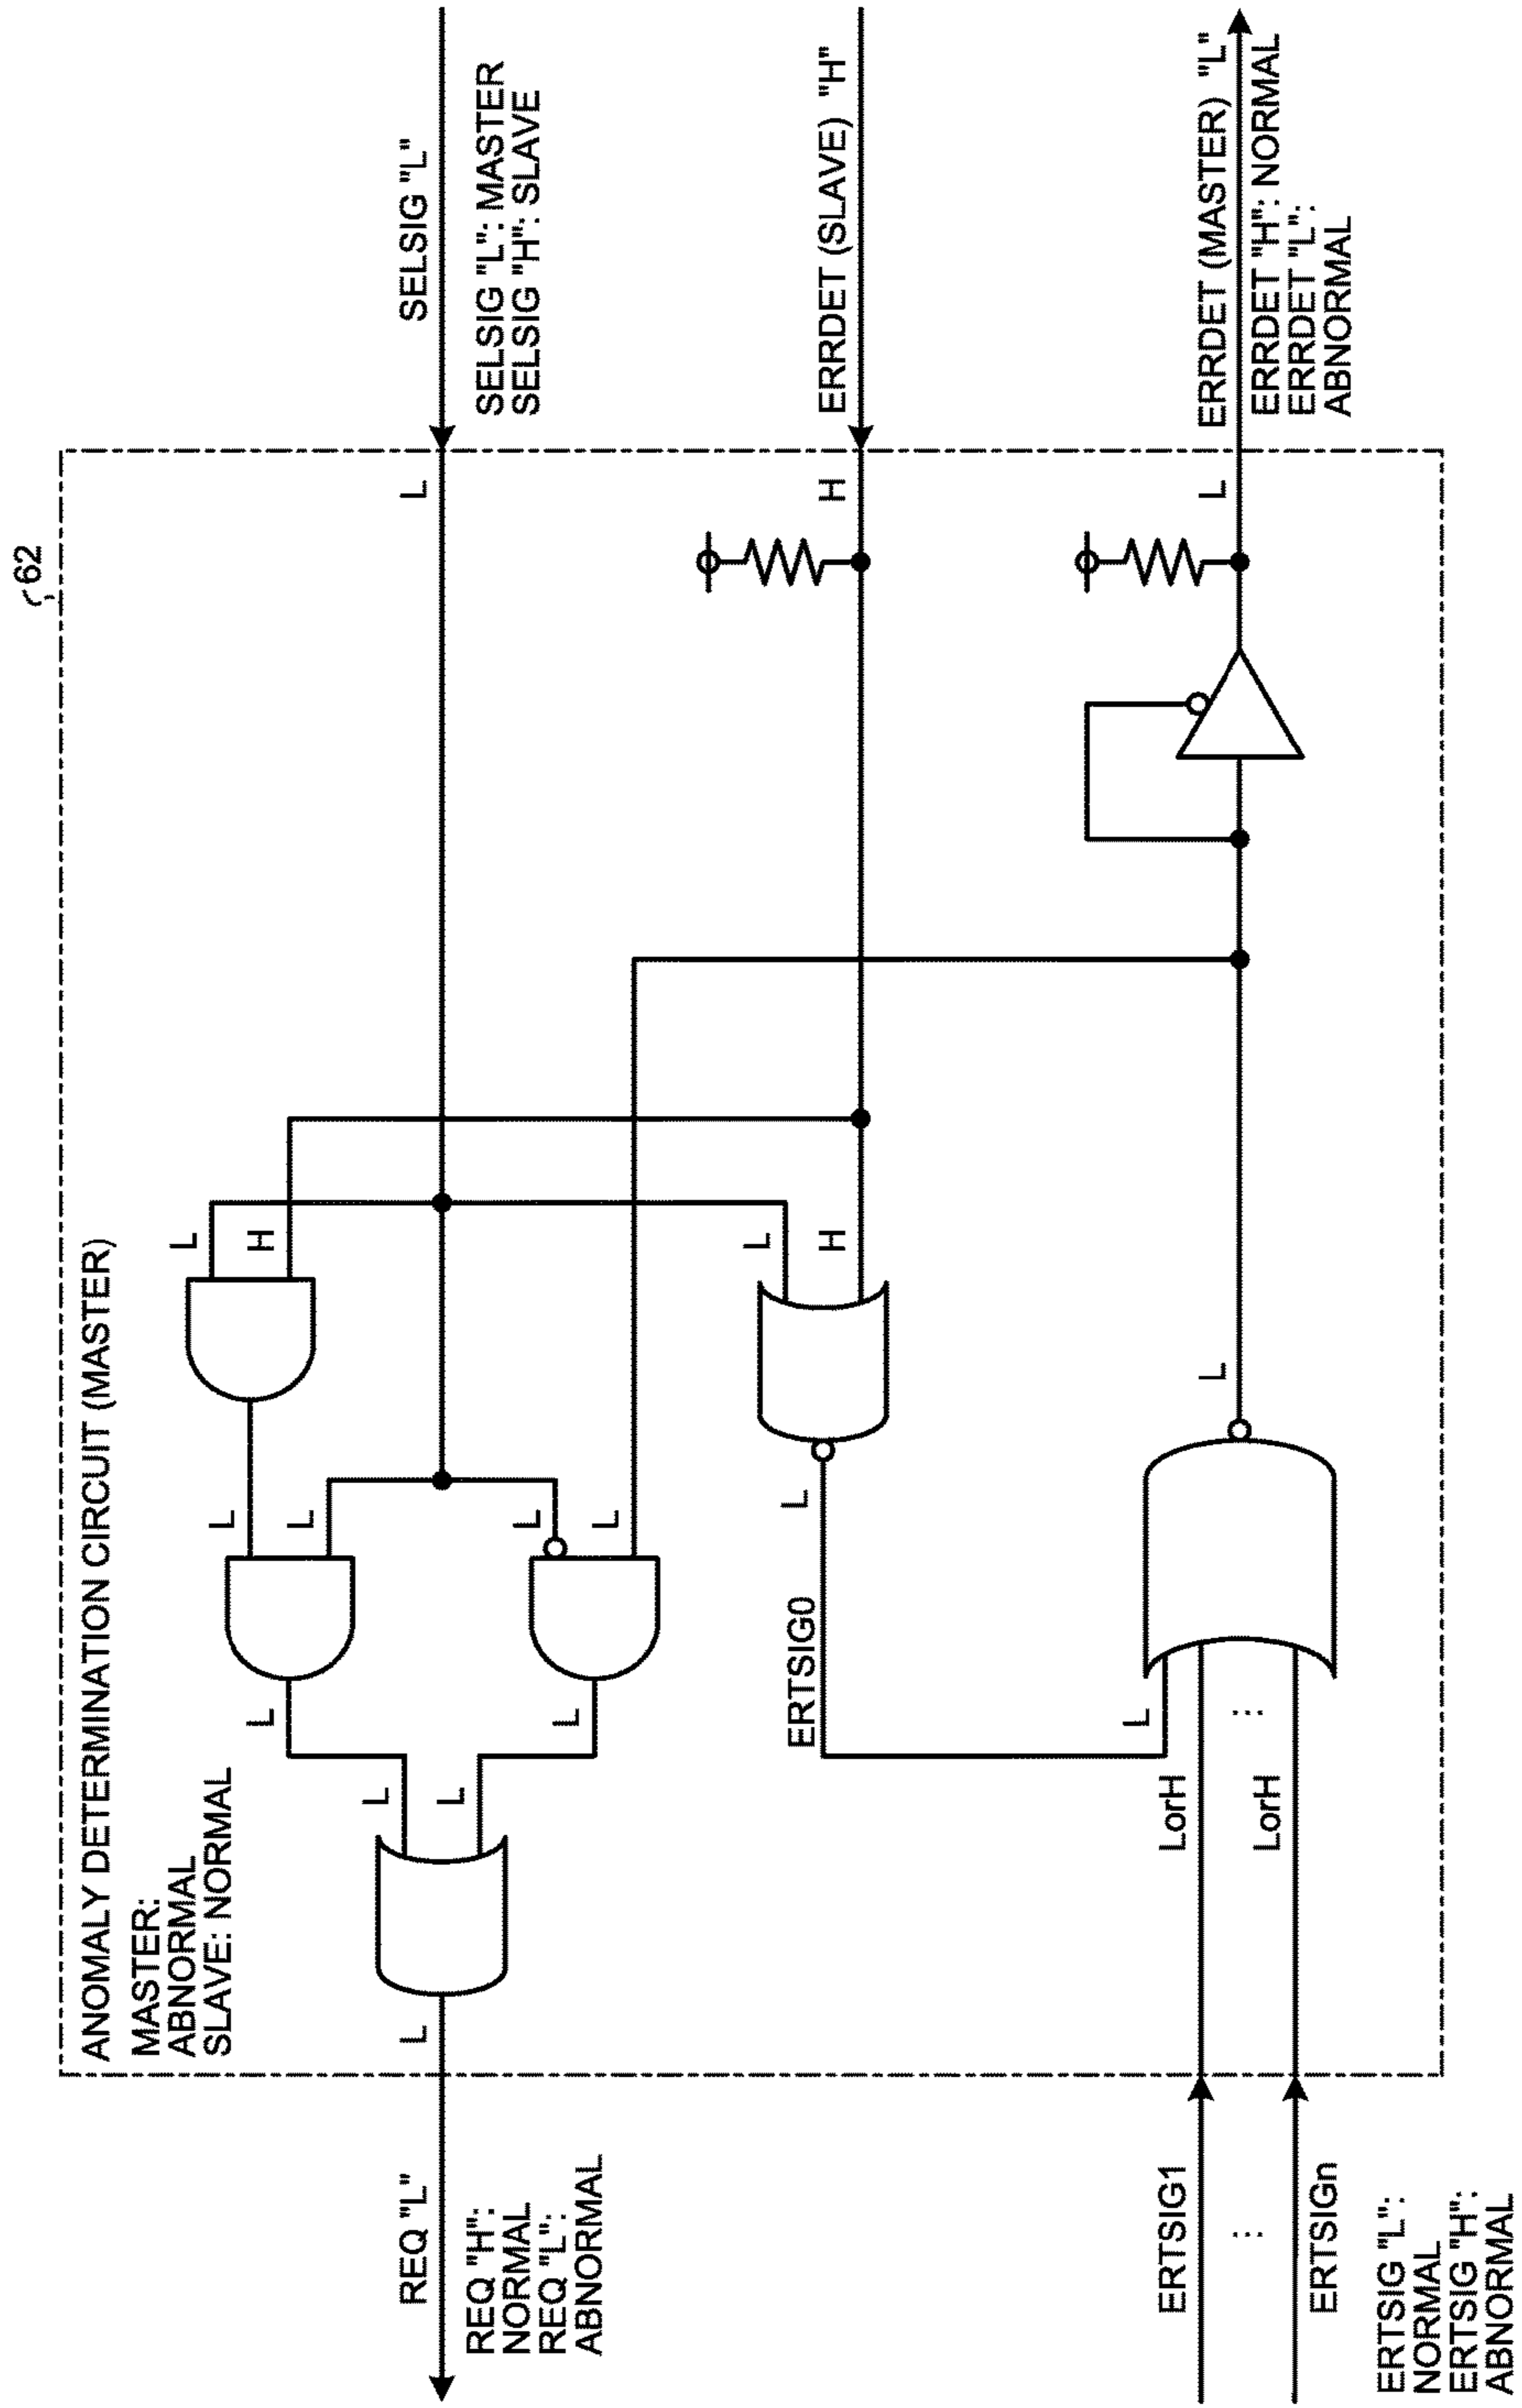 62
ANOMALY DETERMINATION CIRCUIT (MASTER)
MASTER:
ABNORMAL
SLAVE: NORMAL
REQ "L"
REQ "H":
NORMAL
REQ "L":
ABNORMAL
L
L
L
L
L
L
L
L
L
L
H
SELSIG "L"
SELSIG "L": MASTER
SELSIG "H": SLAVE
L
ERTSIG0
L
L
H
ERRDET (SLAVE) "H"
H
ERTSIG1
...
ERTSIGn
ERTSIG "L":
NORMAL
ERTSIG "H":
ABNORMAL
L
LorH
...
LorH
L
L
ERRDET (MASTER) "L"
ERRDET "H": NORMAL
ERRDET "L":
ABNORMAL